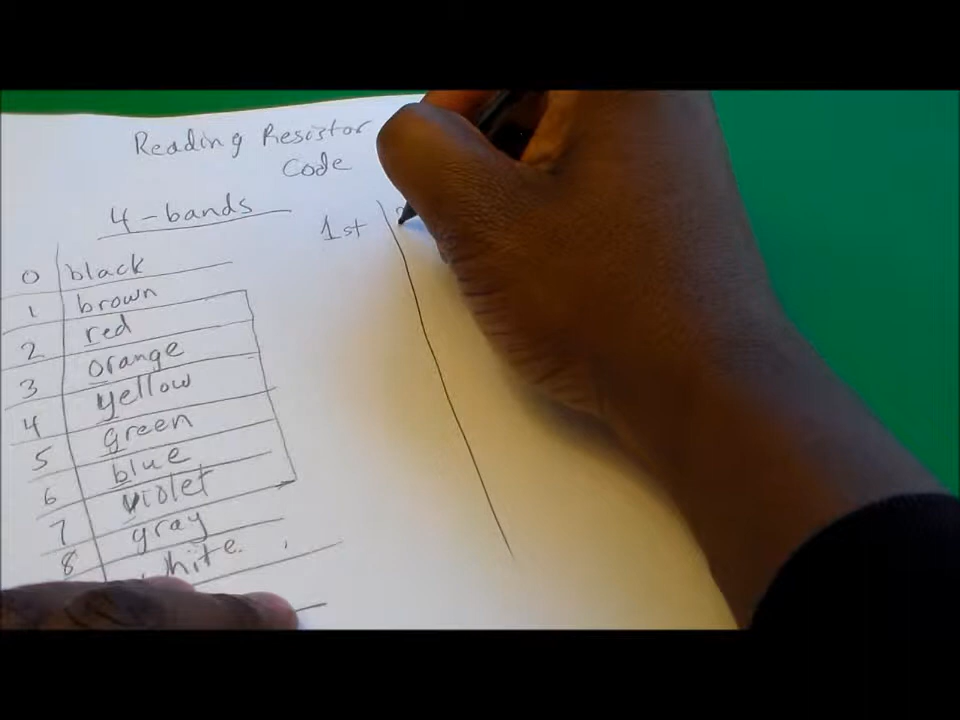 Reading Resistor
Code
4-bands
1st
0 black
1 brown
2 red
3 orange
4 yellow
5 green
6 blue
7 violet
8 gray
white